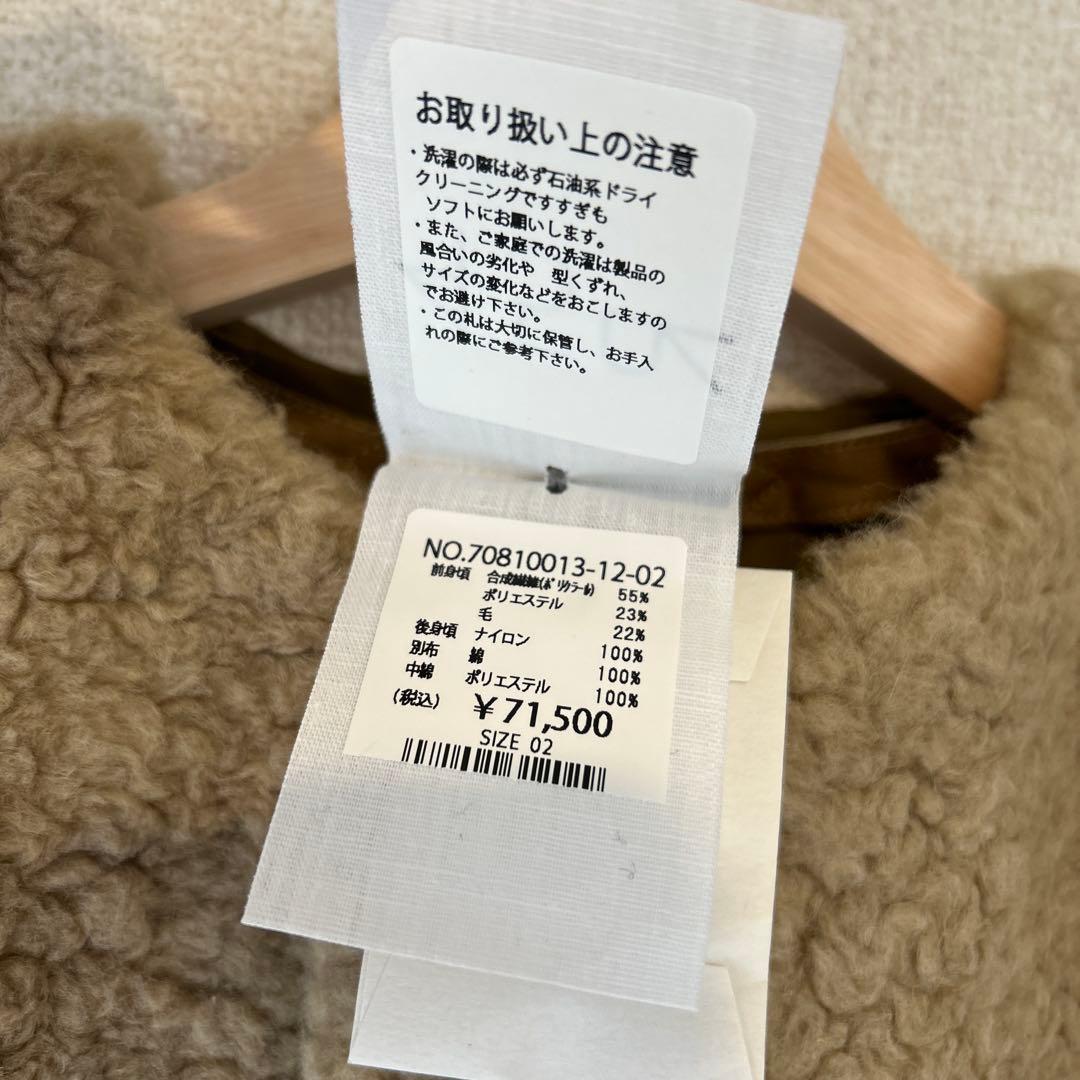 お取り扱い上の注意
・洗濯の際は必ず石油系ドライ
クリーニングですすぎも
ソフトにお願いします。
・また、ご家庭での洗濯は製品の
風合いの劣化や 型くずれ、
サイズの変化などをおこしますの
でお避け下さい。
・この札は大切に保管し、お手入
れの際にご参考下さい。
NO.70810013-12-02
前身頃 合成繊維(ポリクラール) 55%
ポリエステル 23%
毛 22%
後身頃 ナイロン 100%
別布 綿 100%
中綿 ポリエステル 100%
(税込) ￥71,500
SIZE 02